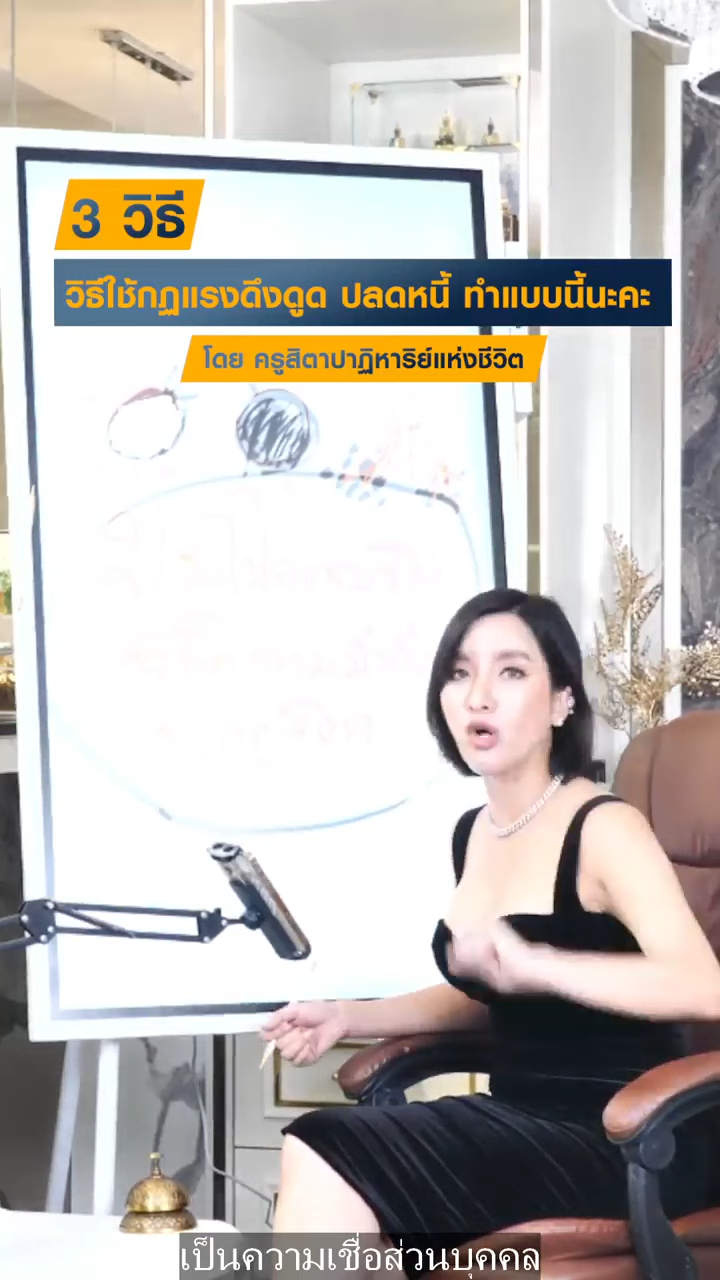 3 วิธี
วิธีใช้กฏแรงดึงดูด ปลดหนี้ ทำแบบนี้นะคะ
โดย ครูสิตาปาฏิหาริย์แห่งชีวิต
เป็นความเชื่อส่วนบุคคล